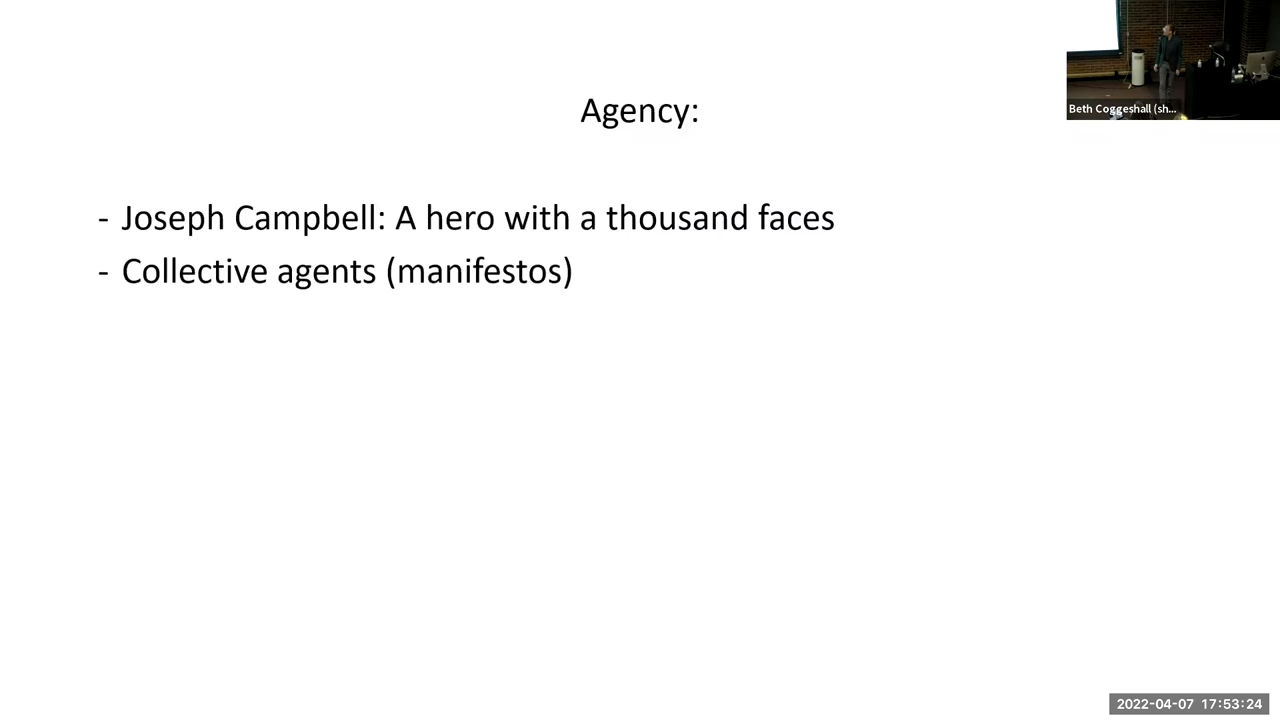 Beth Coggeshall (sh...
Agency:
- Joseph Campbell: A hero with a thousand faces
- Collective agents (manifestos)
2022-04-07 17:53:24